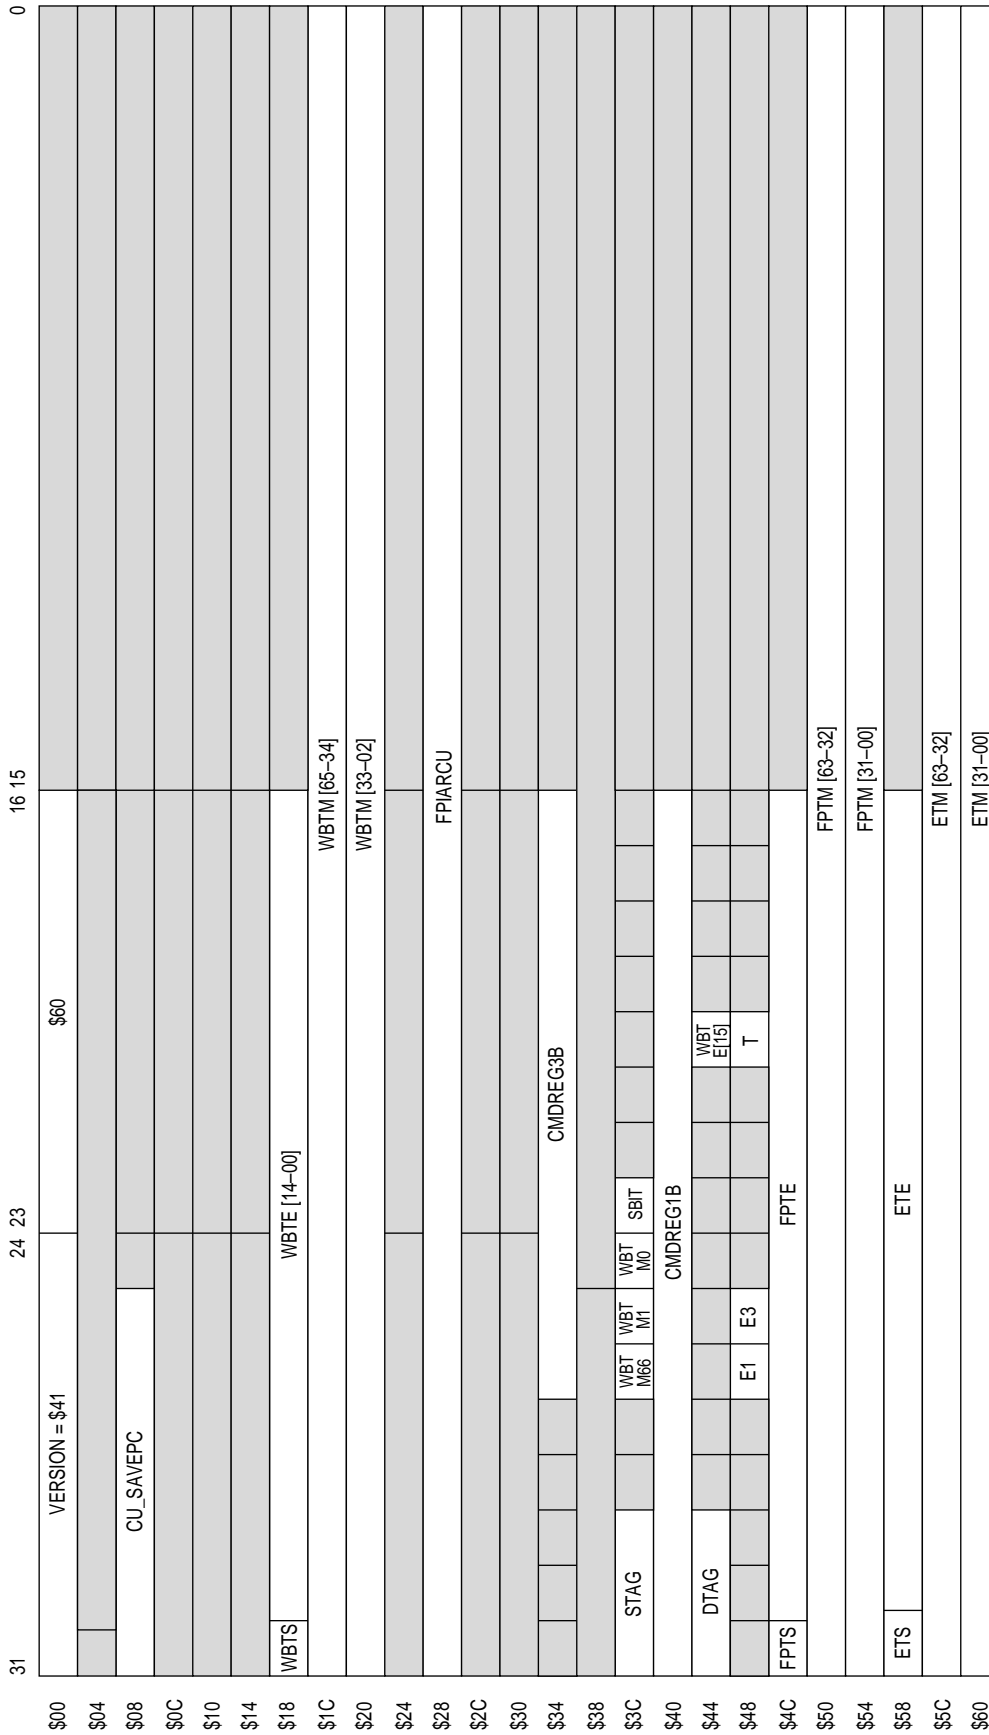 31 24 23 16 15 0
$00 VERSION = $41 $60
$04
$08 CU_SAVEPC
$0C
$10
$14
$18 WBTS WBTE [14–00]
$1C WBTM [65–34]
$20 WBTM [33–02]
$24
$28 FPIARCU
$2C
$30
$34 CMDREG3B
$38
$3C STAG WBT M66 WBT M1 WBT M0 SBIT
$40 CMDREG1B
$44 DTAG WBT E[15]
$48 E1 E3 T
$4C FPTS FPTE
$50 FPTM [63–32]
$54 FPTM [31–00]
$58 ETS ETE
$5C ETM [63–32]
$60 ETM [31–00]